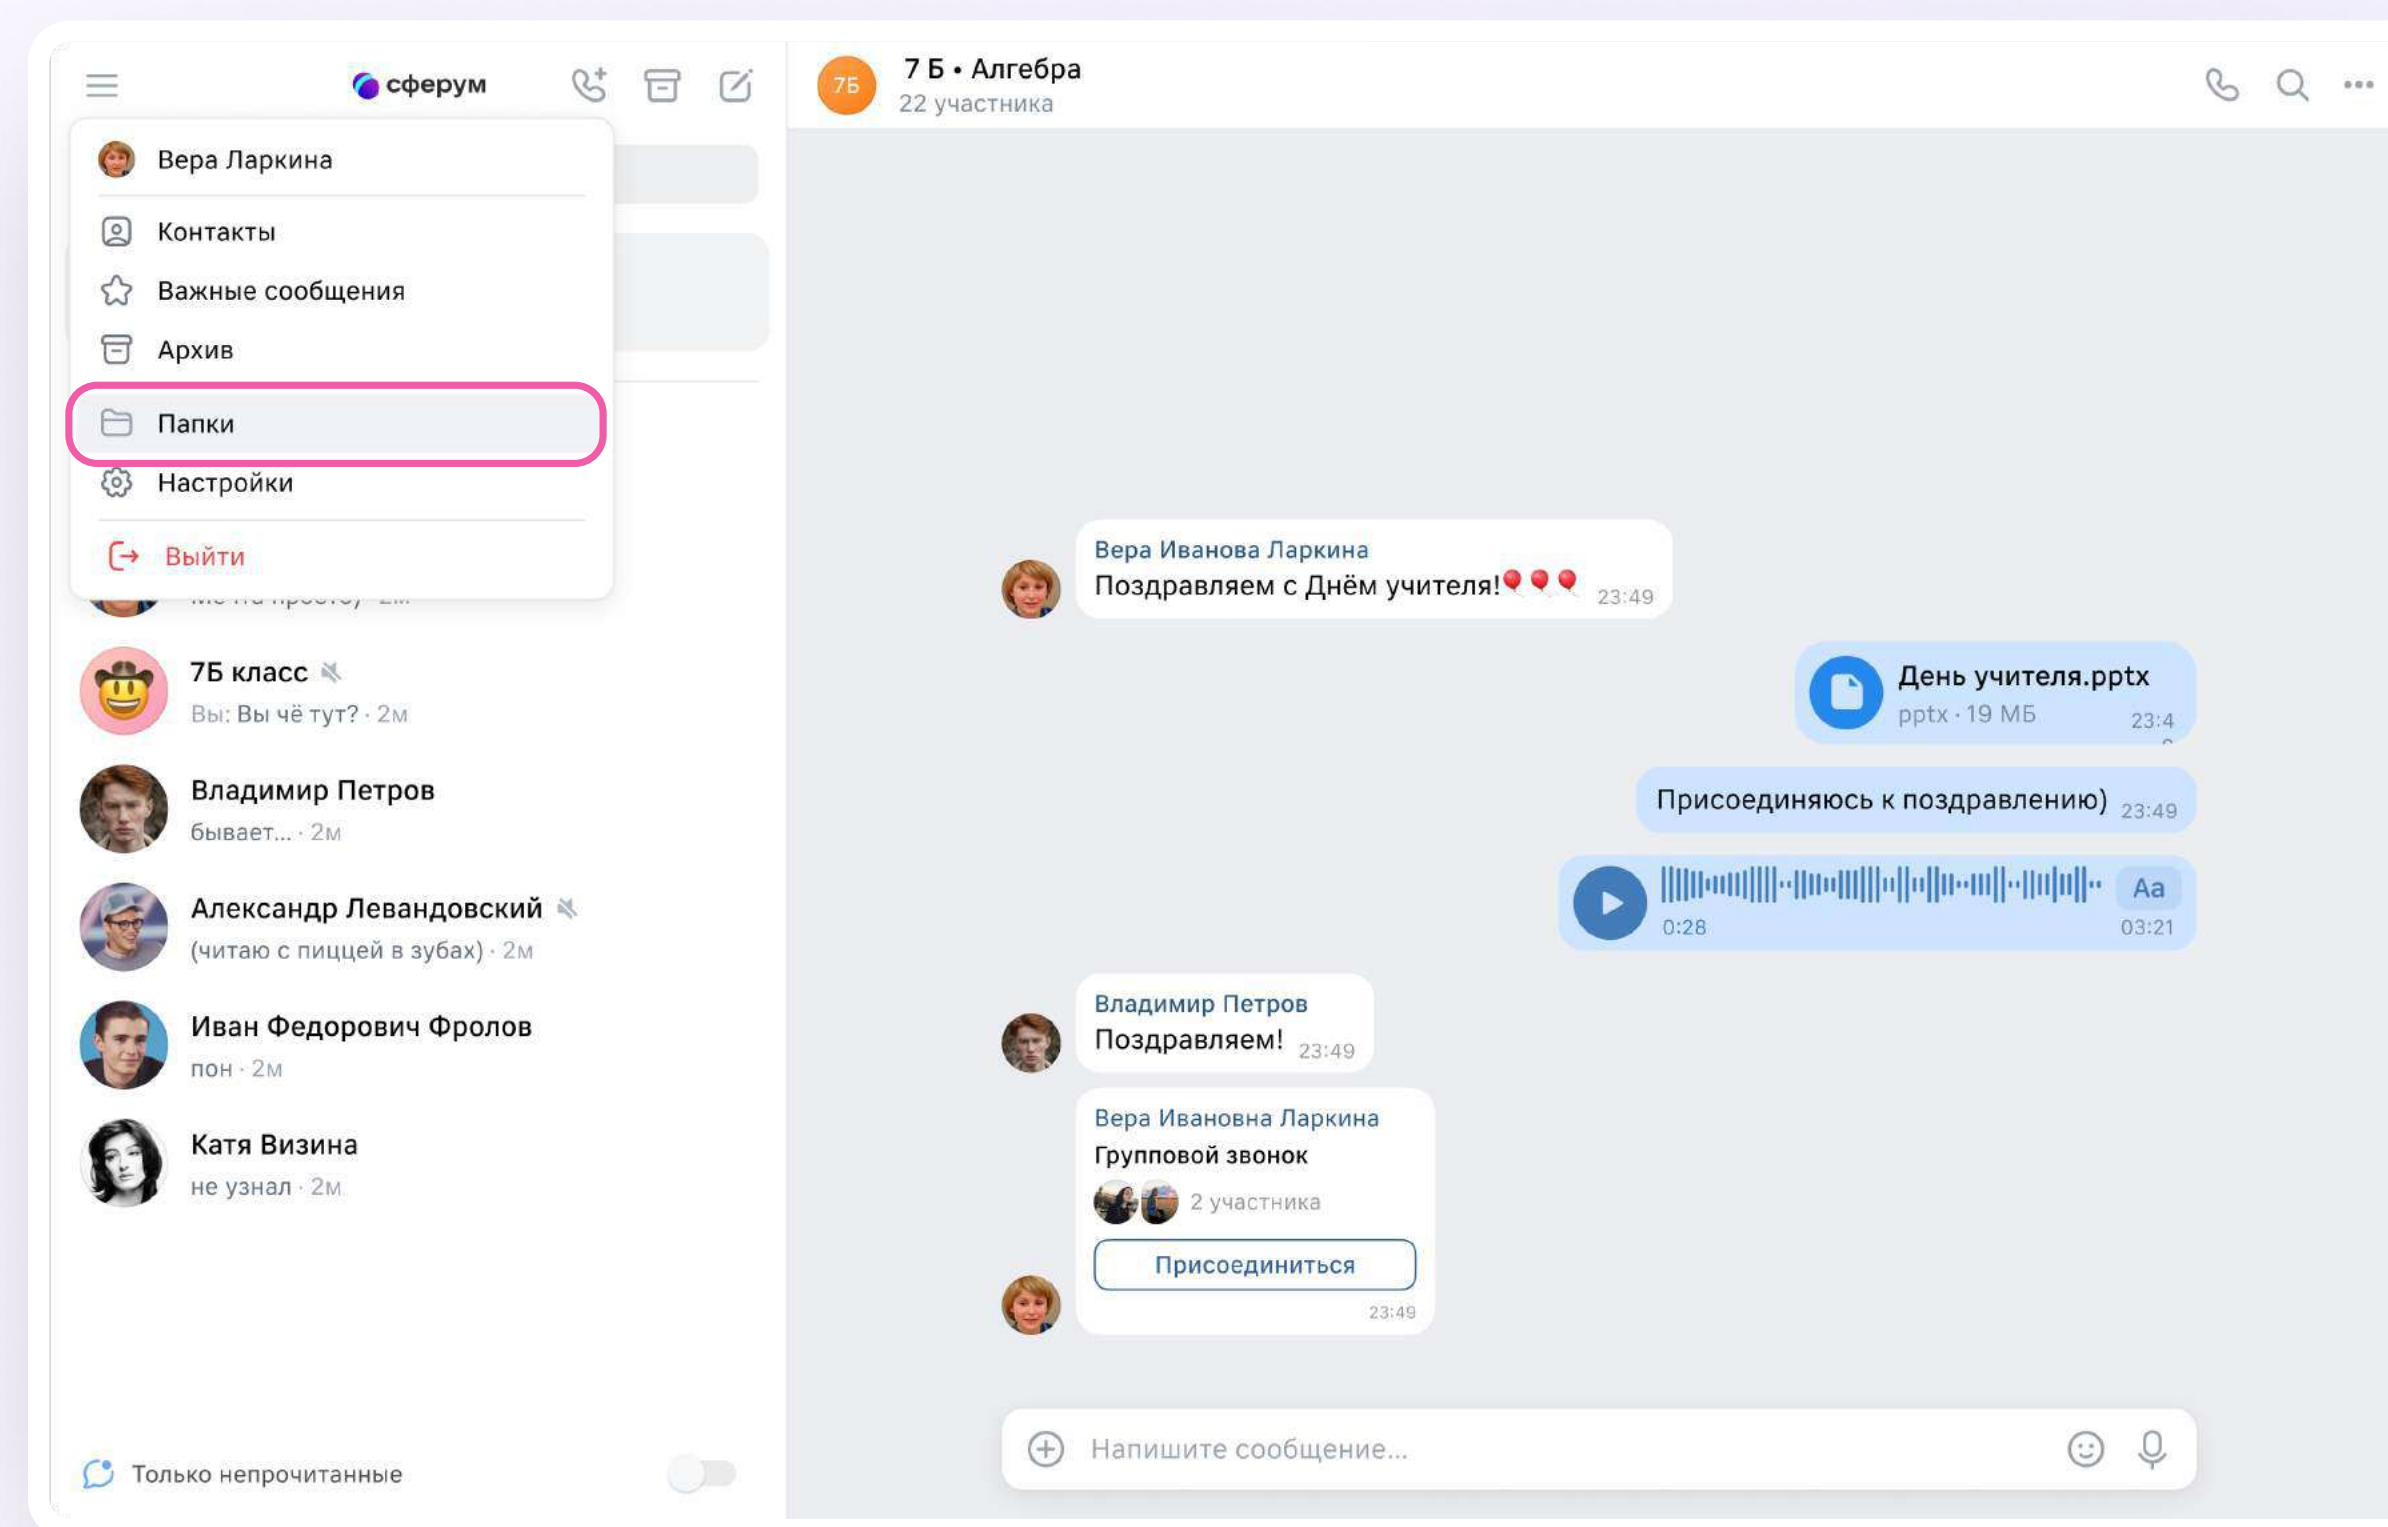 сферум
Вера Ларкина
Контакты
Важные сообщения
Архив
Папки
Настройки
Выйти
7Б класс
Вы: Вы чё тут? · 2м
Владимир Петров
бывает... · 2м
Александр Левандовский
(читаю с пиццей в зубах) · 2м
Иван Федорович Фролов
пон · 2м
Катя Визина
не узнал · 2м
Только непрочитанные
7Б
7 Б • Алгебра
22 участника
Вера Иванова Ларкина
Поздравляем с Днём учителя!🎈🎈🎈 23:49
День учителя.pptx
pptx · 19 МБ 23:4
Присоединяюсь к поздравлению) 23:49
Aa
0:28 03:21
Владимир Петров
Поздравляем! 23:49
Вера Ивановна Ларкина
Групповой звонок
2 участника
Присоединиться
23:49
Напишите сообщение...